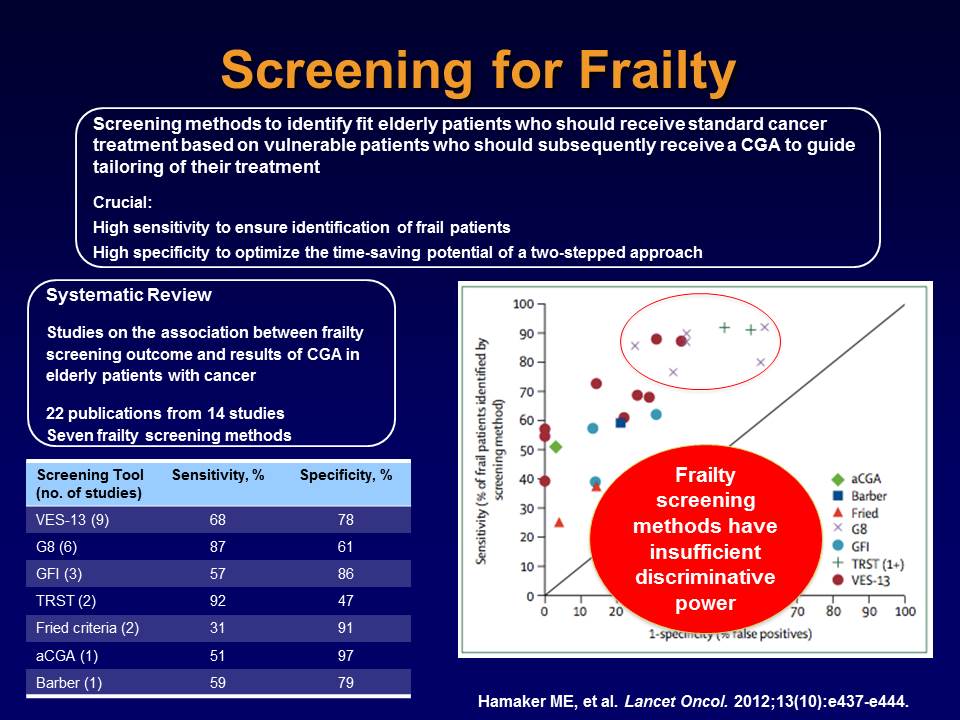 Screening for Frailty
Screening methods to identify fit elderly patients who should receive standard cancer
treatment based on vulnerable patients who should subsequently receive a CGA to guide
tailoring of their treatment
Crucial:
High sensitivity to ensure identification of frail patients
High specificity to optimize the time-saving potential of a two-stepped approach
Systematic Review
Studies on the association between frailty
screening outcome and results of CGA in
elderly patients with cancer
22 publications from 14 studies
Seven frailty screening methods
Screening Tool (no. of studies) Sensitivity, % Specificity, %
VES-13 (9) 68 78
G8 (6) 87 61
GFI (3) 57 86
TRST (2) 92 47
Fried criteria (2) 31 91
aCGA (1) 51 97
Barber (1) 59 79
Sensitivity (% of frail patients identified by
screening method)
100
90
80
70
60
50
40
30
20
10
0
0 10 20 70 80 90 100
1-specificity (% false positives)
Frailty
screening
methods have
insufficient
discriminative
power
aCGA
Barber
Fried
G8
GFI
TRST (1+)
VES-13
Hamaker ME, et al. Lancet Oncol. 2012;13(10):e437-e444.